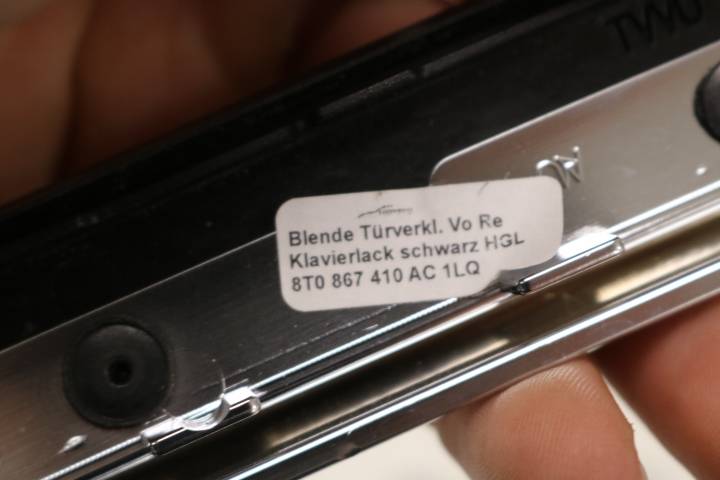 Blende Türverkl. Vo Re
Klavierlack schwarz HGL
8T0 867 410 AC 1LQ